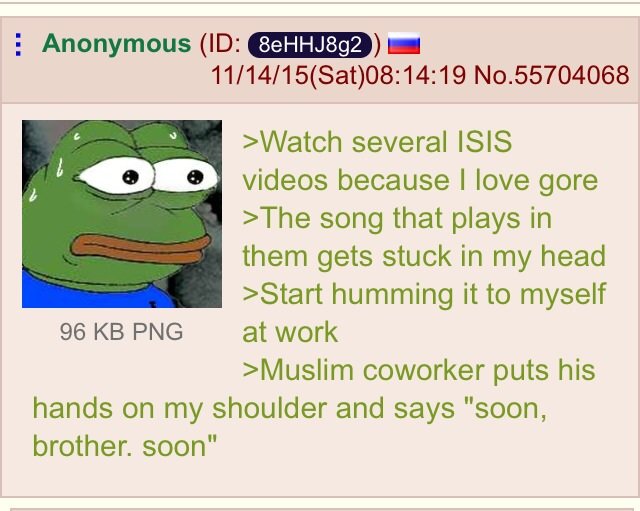 Anonymous (ID: 8eHHJ8g2)
11/14/15(Sat)08:14:19 No.55704068
>Watch several ISIS
videos because I love gore
>The song that plays in
them gets stuck in my head
>Start humming it to myself
at work
>Muslim coworker puts his
hands on my shoulder and says "soon,
brother. soon"
96 KB PNG